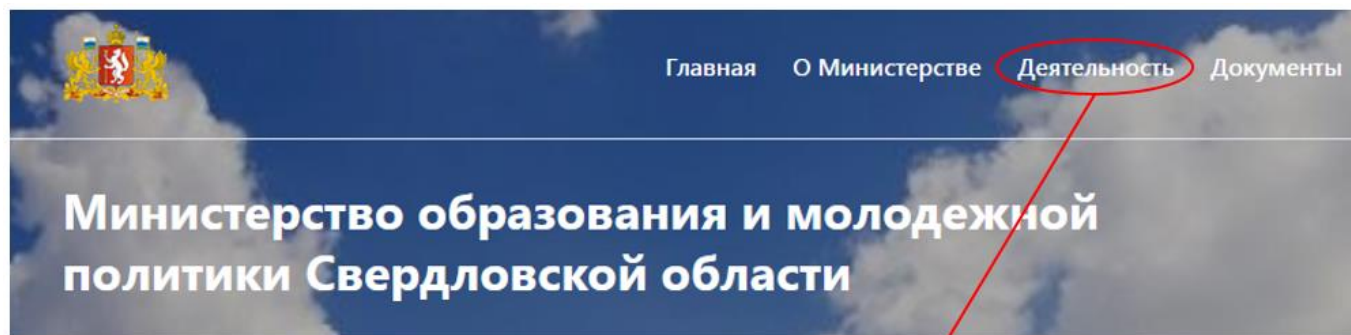 Главная О Министерстве Деятельность Документы
Министерство образования и молодежной
политики Свердловской области